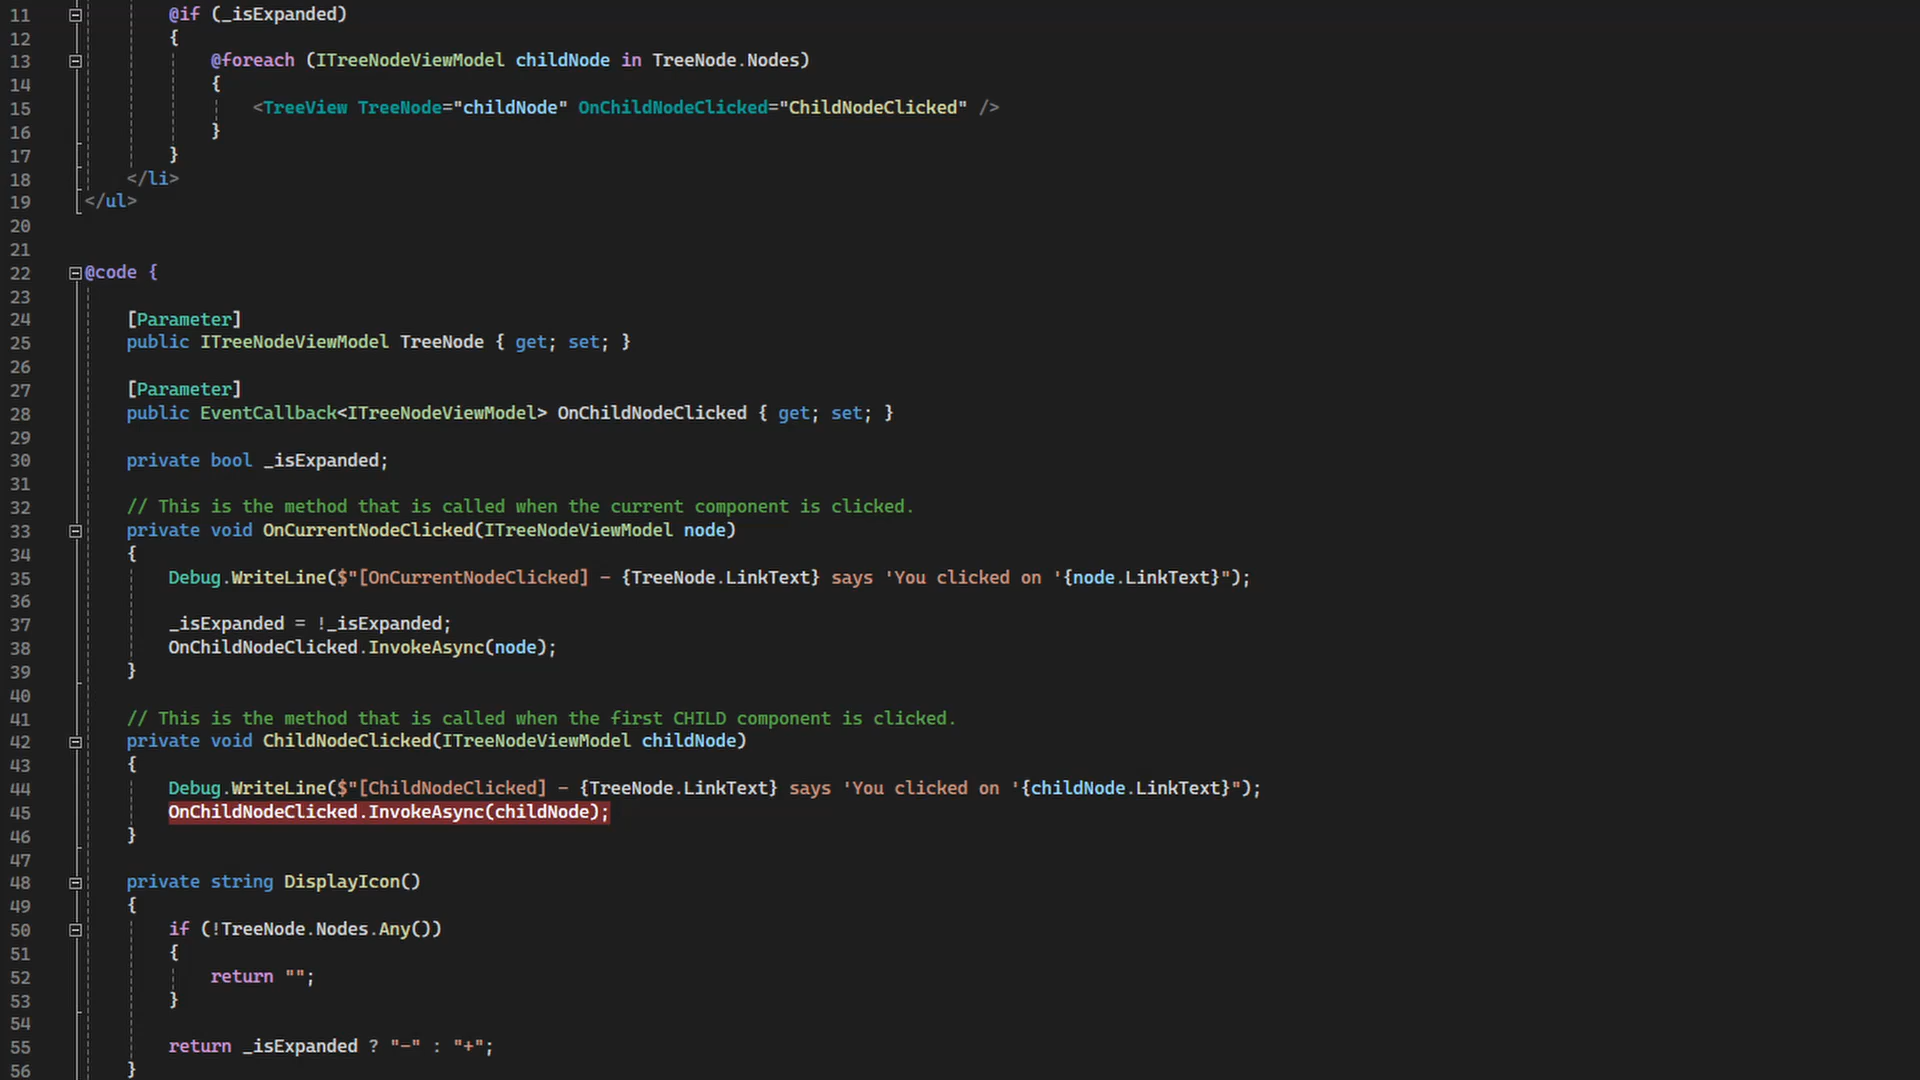 11 @if (_isExpanded)
12 {
13 @foreach (ITreeNodeViewModel childNode in TreeNode.Nodes)
14 {
15 <TreeView TreeNode="childNode" OnChildNodeClicked="ChildNodeClicked" />
16 }
17 }
18 </li>
19 </ul>
20
21
22 @code {
23
24 [Parameter]
25 public ITreeNodeViewModel TreeNode { get; set; }
26
27 [Parameter]
28 public EventCallback<ITreeNodeViewModel> OnChildNodeClicked { get; set; }
29
30 private bool _isExpanded;
31
32 // This is the method that is called when the current component is clicked.
33 private void OnCurrentNodeClicked(ITreeNodeViewModel node)
34 {
35 Debug.WriteLine($"[OnCurrentNodeClicked] - {TreeNode.LinkText} says 'You clicked on '{node.LinkText}");
36
37 _isExpanded = !_isExpanded;
38 OnChildNodeClicked.InvokeAsync(node);
39 }
40
41 // This is the method that is called when the first CHILD component is clicked.
42 private void ChildNodeClicked(ITreeNodeViewModel childNode)
43 {
44 Debug.WriteLine($"[ChildNodeClicked] - {TreeNode.LinkText} says 'You clicked on '{childNode.LinkText}");
45 OnChildNodeClicked.InvokeAsync(childNode);
46 }
47
48 private string DisplayIcon()
49 {
50 if (!TreeNode.Nodes.Any())
51 {
52 return "";
53 }
54
55 return _isExpanded ? "-" : "+";
56 }